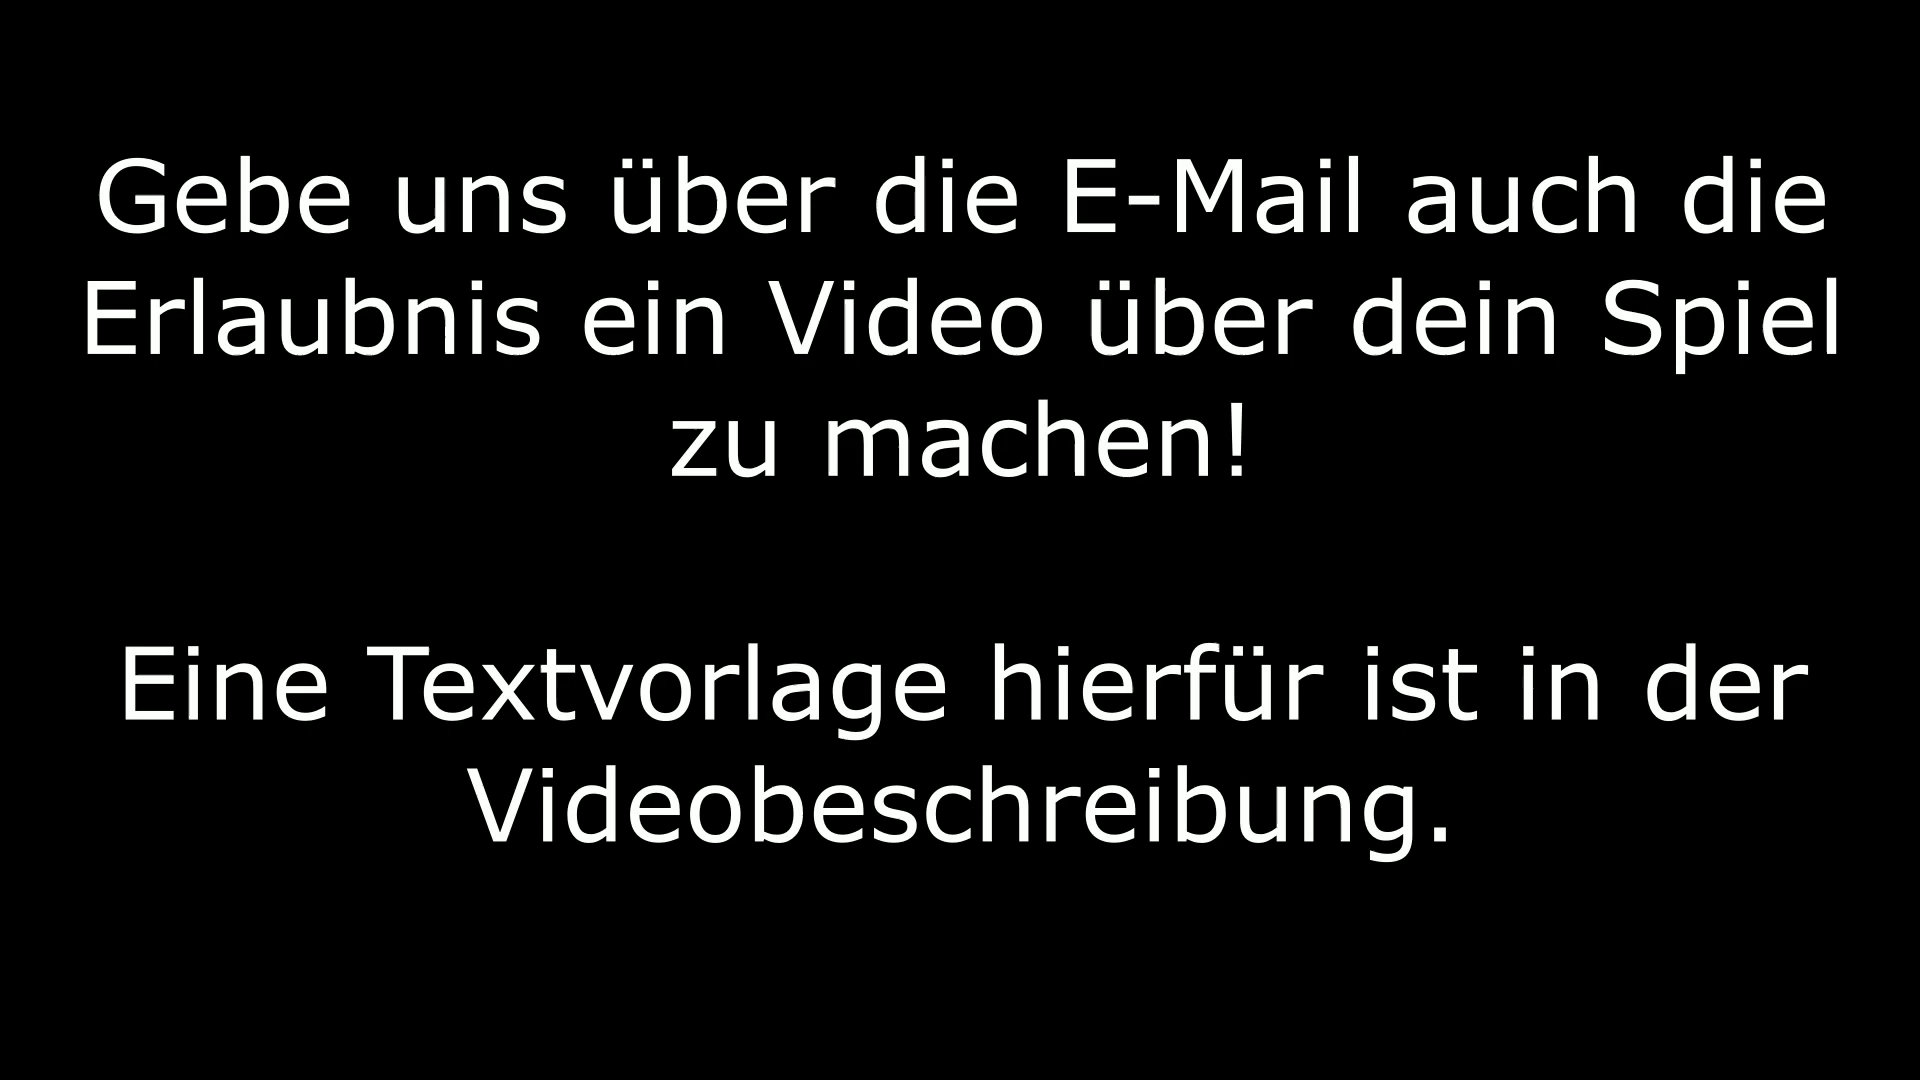 Gebe uns über die E-Mail auch die
Erlaubnis ein Video über dein Spiel
zu machen!
Eine Textvorlage hierfür ist in der
Videobeschreibung.